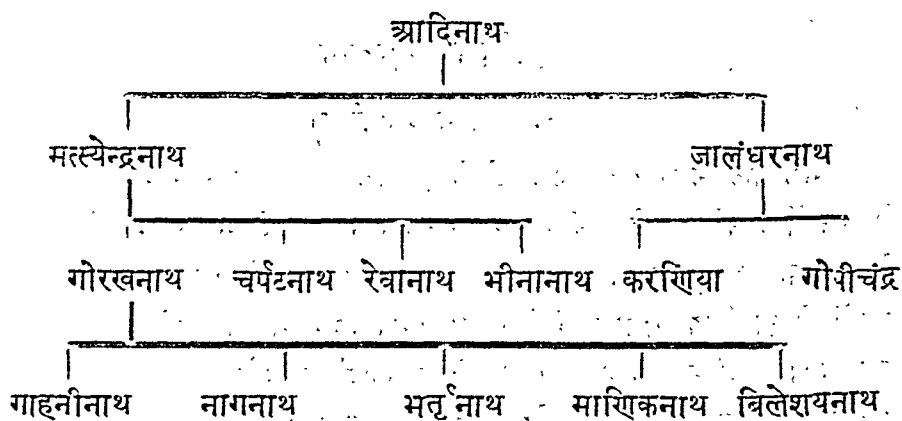 आदिनाथ
मत्स्येन्द्रनाथ जालंधरनाथ
गोरखनाथ चर्पटनाथ रेवानाथ भीनानाथ करणिया गोपीचंद्र
गाहनीनाथ नागनाथ भर्तृनाथ माणिकनाथ बिलेशयनाथ